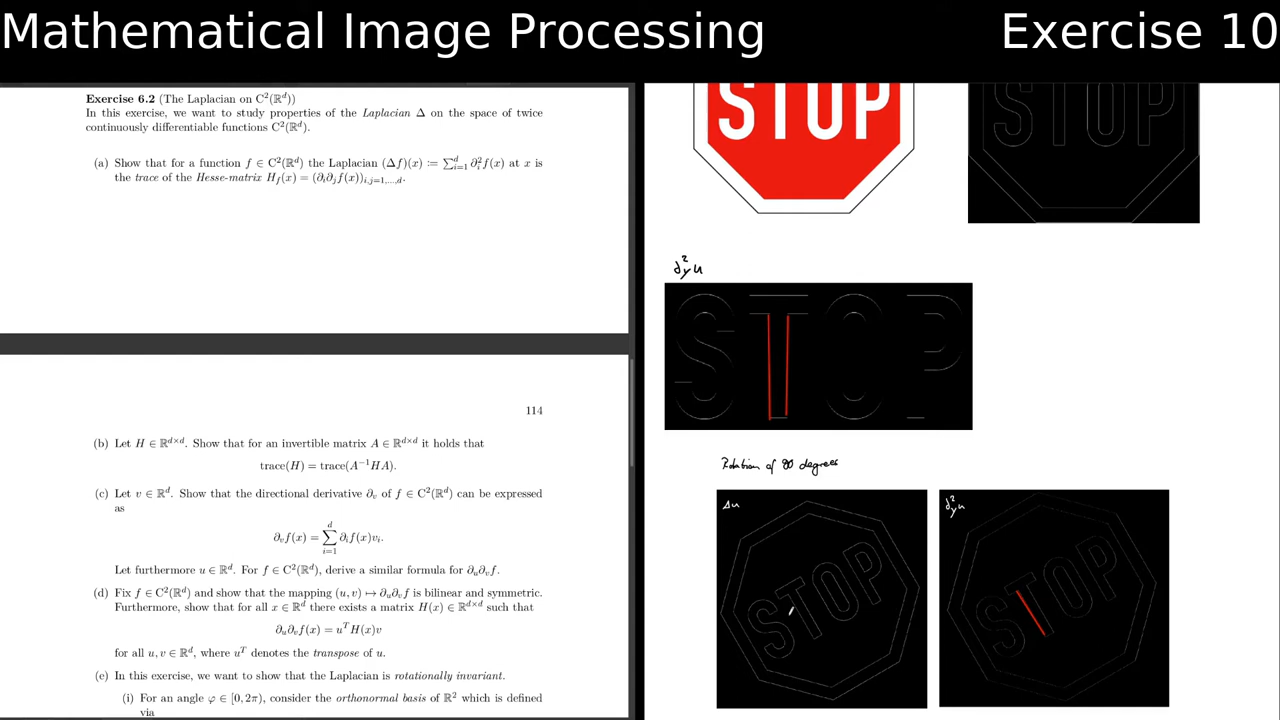 Mathematical Image Processing
Exercise 10
Exercise 6.2 (The Laplacian on C²(ℝᵈ))
In this exercise, we want to study properties of the Laplacian Δ on the space of twice
continuously differentiable functions C²(ℝᵈ).
(a) Show that for a function f ∈ C²(ℝᵈ) the Laplacian (Δf)(x) := ∑ᵢ₌₁ᵈ ∂ᵢ²f(x) at x is
the trace of the Hesse-matrix H_f(x) = (∂ᵢ∂ⱼf(x))ᵢ,ⱼ₌₁,...,d.
114
(b) Let H ∈ ℝᵈˣᵈ. Show that for an invertible matrix A ∈ ℝᵈˣᵈ it holds that
trace(H) = trace(A⁻¹HA).
(c) Let v ∈ ℝᵈ. Show that the directional derivative ∂ᵥ of f ∈ C²(ℝᵈ) can be expressed
as
∂ᵥf(x) = ∑ᵢ₌₁ᵈ ∂ᵢf(x)vᵢ.
Let furthermore u ∈ ℝᵈ. For f ∈ C²(ℝᵈ), derive a similar formula for ∂ᵤ∂ᵥf.
(d) Fix f ∈ C²(ℝᵈ) and show that the mapping (u, v) ↦ ∂ᵤ∂ᵥf is bilinear and symmetric.
Furthermore, show that for all x ∈ ℝᵈ there exists a matrix H(x) ∈ ℝᵈˣᵈ such that
∂ᵤ∂ᵥf(x) = uᵀH(x)v
for all u, v ∈ ℝᵈ, where uᵀ denotes the transpose of u.
(e) In this exercise, we want to show that the Laplacian is rotationally invariant.
(i) For an angle φ ∈ [0, 2π), consider the orthonormal basis of ℝ² which is defined
via
STOP
STOP
∂_y² u
STOP
Rotation of degrees
Δu
STOP
∂_y² u
STOP